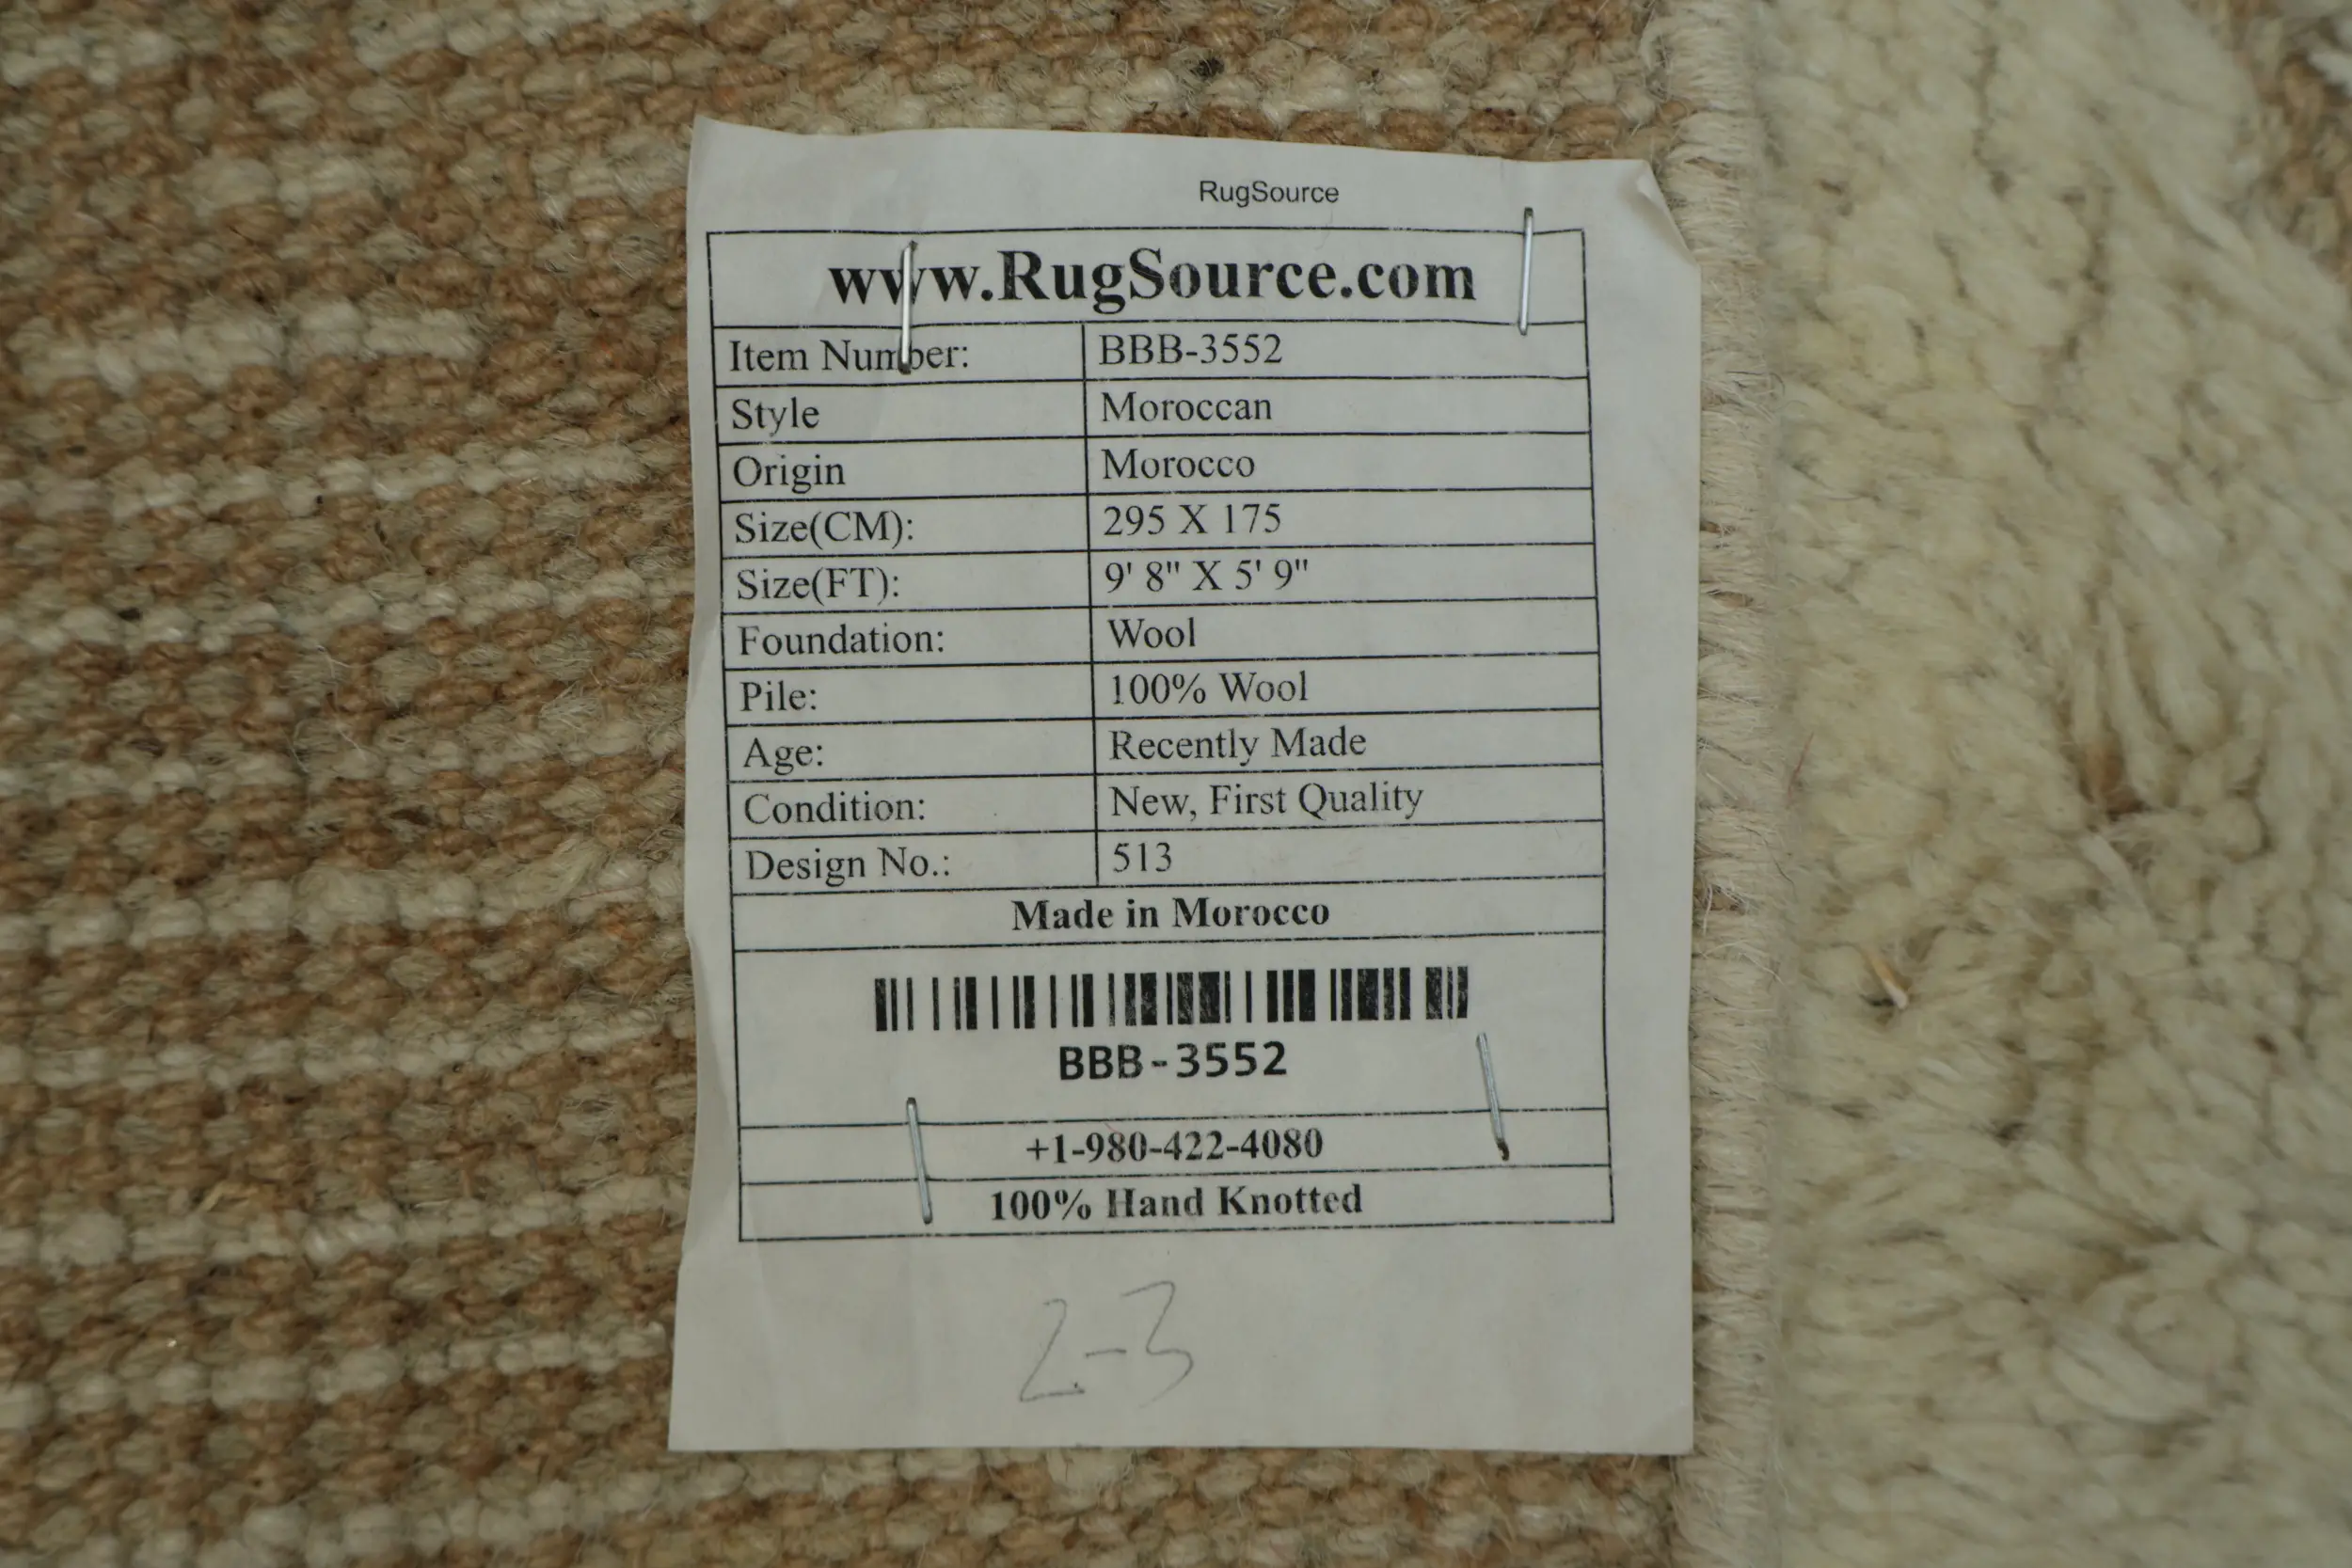 RugSource
www.RugSource.com
Item Number: BBB-3552
Style Moroccan
Origin Morocco
Size(CM): 295 X 175
Size(FT): 9' 8" X 5' 9"
Foundation: Wool
Pile: 100% Wool
Age: Recently Made
Condition: New, First Quality
Design No.: 513
Made in Morocco
BBB-3552
+1-980-422-4080
100% Hand Knotted
2-3